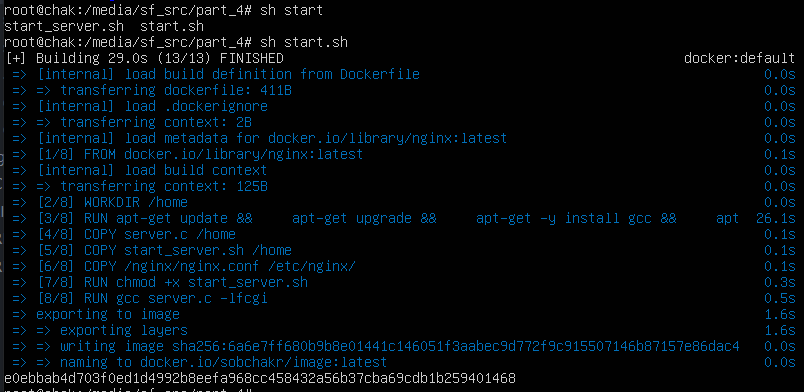 root@chak:/media/sf_src/part_4# sh start
start_server.sh  start.sh
root@chak:/media/sf_src/part_4# sh start.sh
[+] Building 29.0s (13/13) FINISHED docker:default
=> [internal] load build definition from Dockerfile 0.0s
=> => transferring dockerfile: 411B 0.0s
=> [internal] load .dockerignore 0.0s
=> => transferring context: 2B 0.0s
=> [internal] load metadata for docker.io/library/nginx:latest 0.0s
=> [1/8] FROM docker.io/library/nginx:latest 0.1s
=> [internal] load build context 0.0s
=> => transferring context: 125B 0.0s
=> [2/8] WORKDIR /home 0.0s
=> [3/8] RUN apt-get update &&     apt-get upgrade &&     apt-get -y install gcc &&     apt  26.1s
=> [4/8] COPY server.c /home 0.1s
=> [5/8] COPY start_server.sh /home 0.1s
=> [6/8] COPY /nginx/nginx.conf /etc/nginx/ 0.1s
=> [7/8] RUN chmod +x start_server.sh 0.3s
=> [8/8] RUN gcc server.c -lfcgi 0.5s
=> exporting to image 1.6s
=> => exporting layers 1.6s
=> => writing image sha256:6a6e7ff680b9b8e01441c146051f3aabec9d772f9c915507146b87157e86dac4 0.0s
=> => naming to docker.io/sobchakr/image:latest 0.0s
e0ebbab4d703f0ed1d4992b8eefa968cc458432a56b37cba69cdb1b259401468